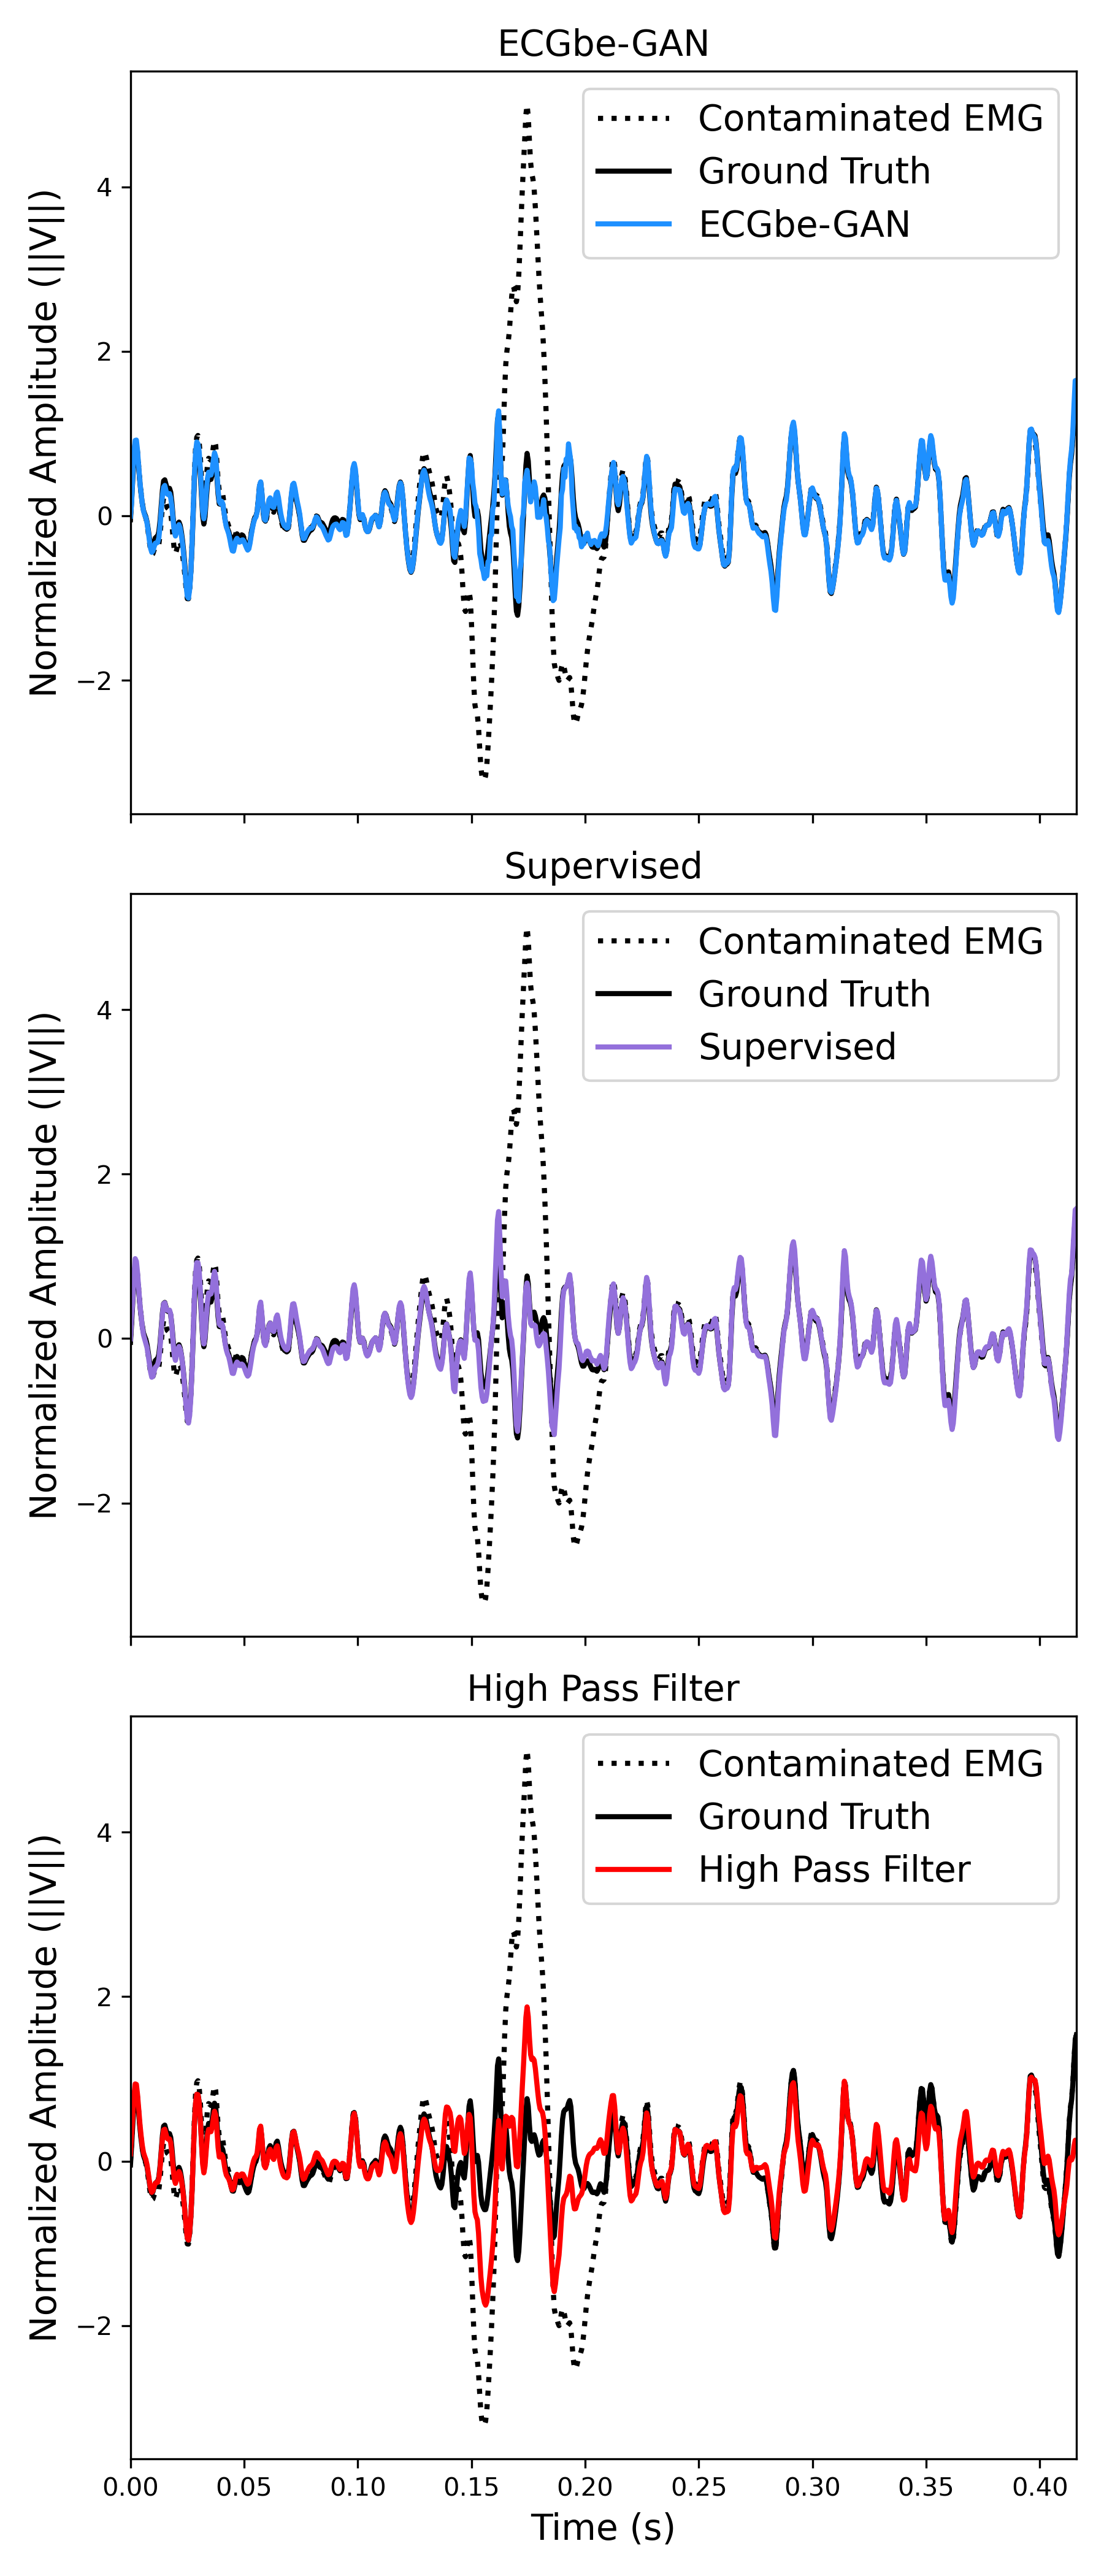 ECGbe-GAN
Contaminated EMG
Ground Truth
ECGbe-GAN
Normalized Amplitude (||V||)
4
2
0
−2
Supervised
Contaminated EMG
Ground Truth
Supervised
Normalized Amplitude (||V||)
4
2
0
−2
High Pass Filter
Contaminated EMG
Ground Truth
High Pass Filter
Normalized Amplitude (||V||)
4
2
0
−2
0.00 0.05 0.10 0.15 0.20 0.25 0.30 0.35 0.40
Time (s)